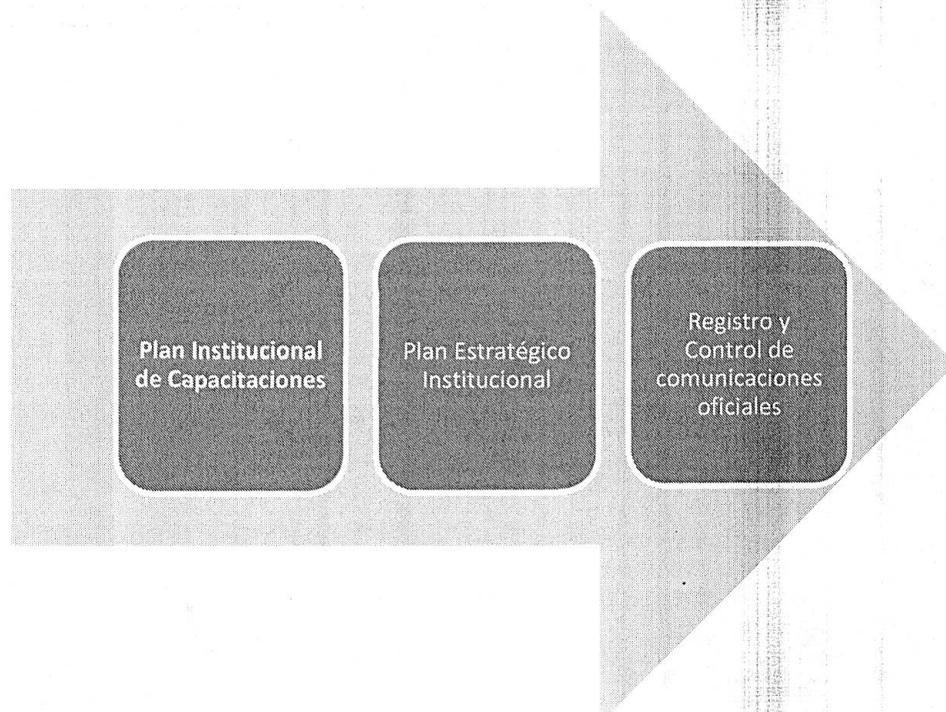 Plan Institucional
de Capacitaciones
Plan Estratégico
Institucional
Registro y
Control de
comunicaciones
oficiales